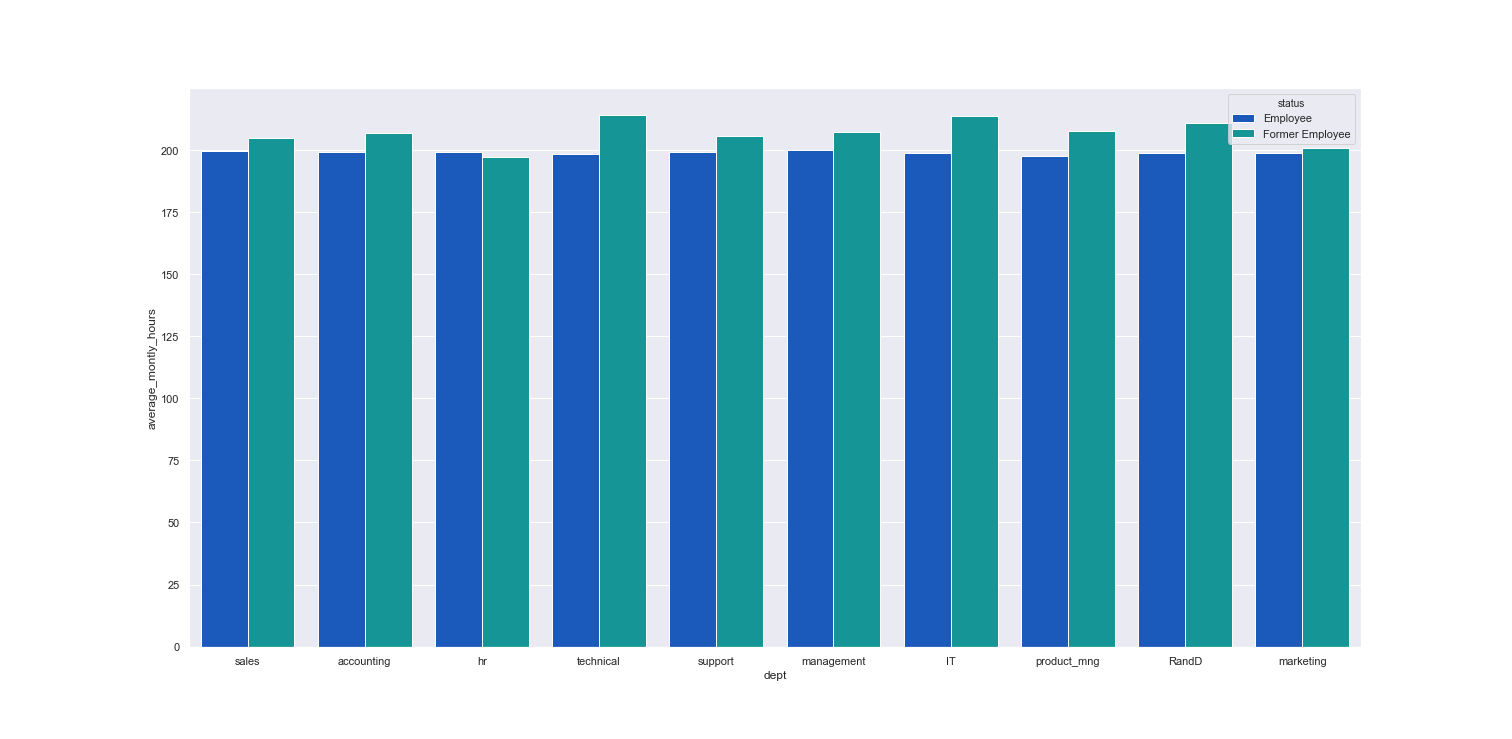 status
Employee
Former Employee
200
175
150
125
100
75
50
25
0
average_montly_hours
sales accounting hr technical support management IT product_mng RandD marketing
dept